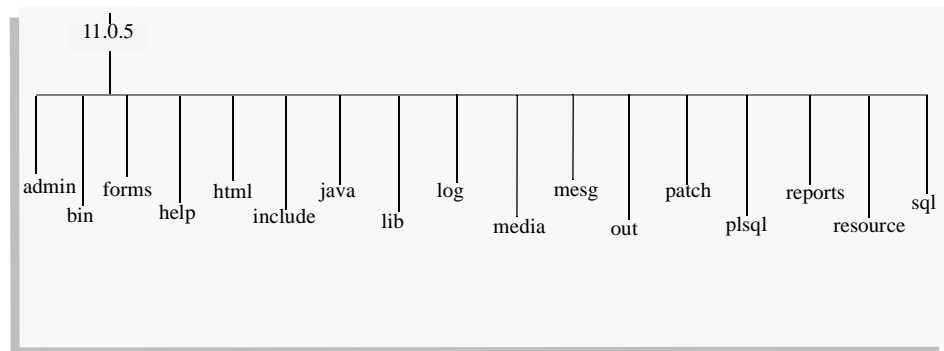 11.0.5
admin
bin
forms
help
html
include
java
lib
log
media
mesg
out
patch
plsql
reports
resource
sql